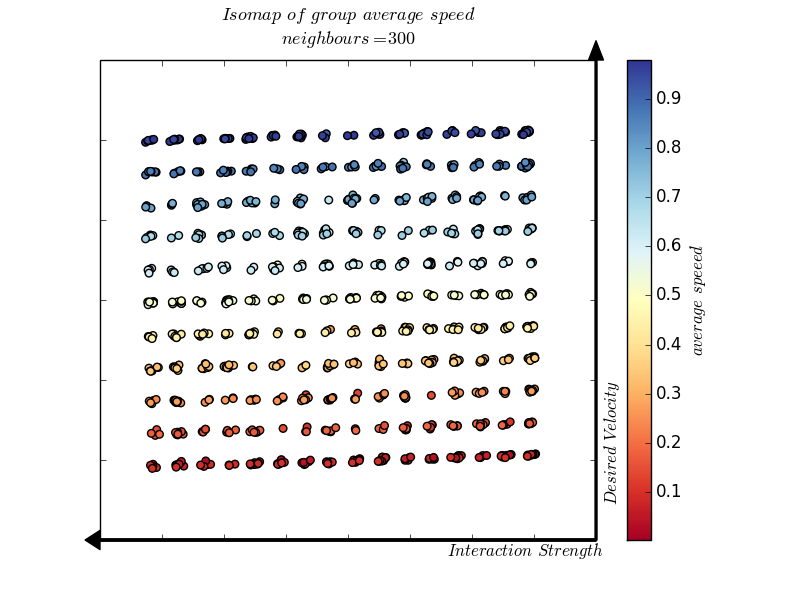 Isomap of group average speed
neighbours =300
0.9
0.8
0.7
0.6
0.5
0.4
0.3
0.2
0.1
average speeed
Desired Velocity
Interaction Strength